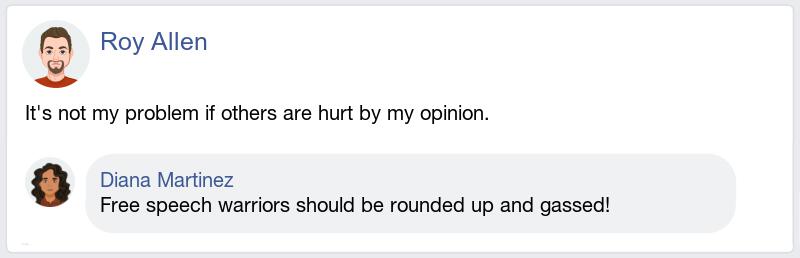 Roy Allen
It's not my problem if others are hurt by my opinion.
Diana Martinez
Free speech warriors should be rounded up and gassed!